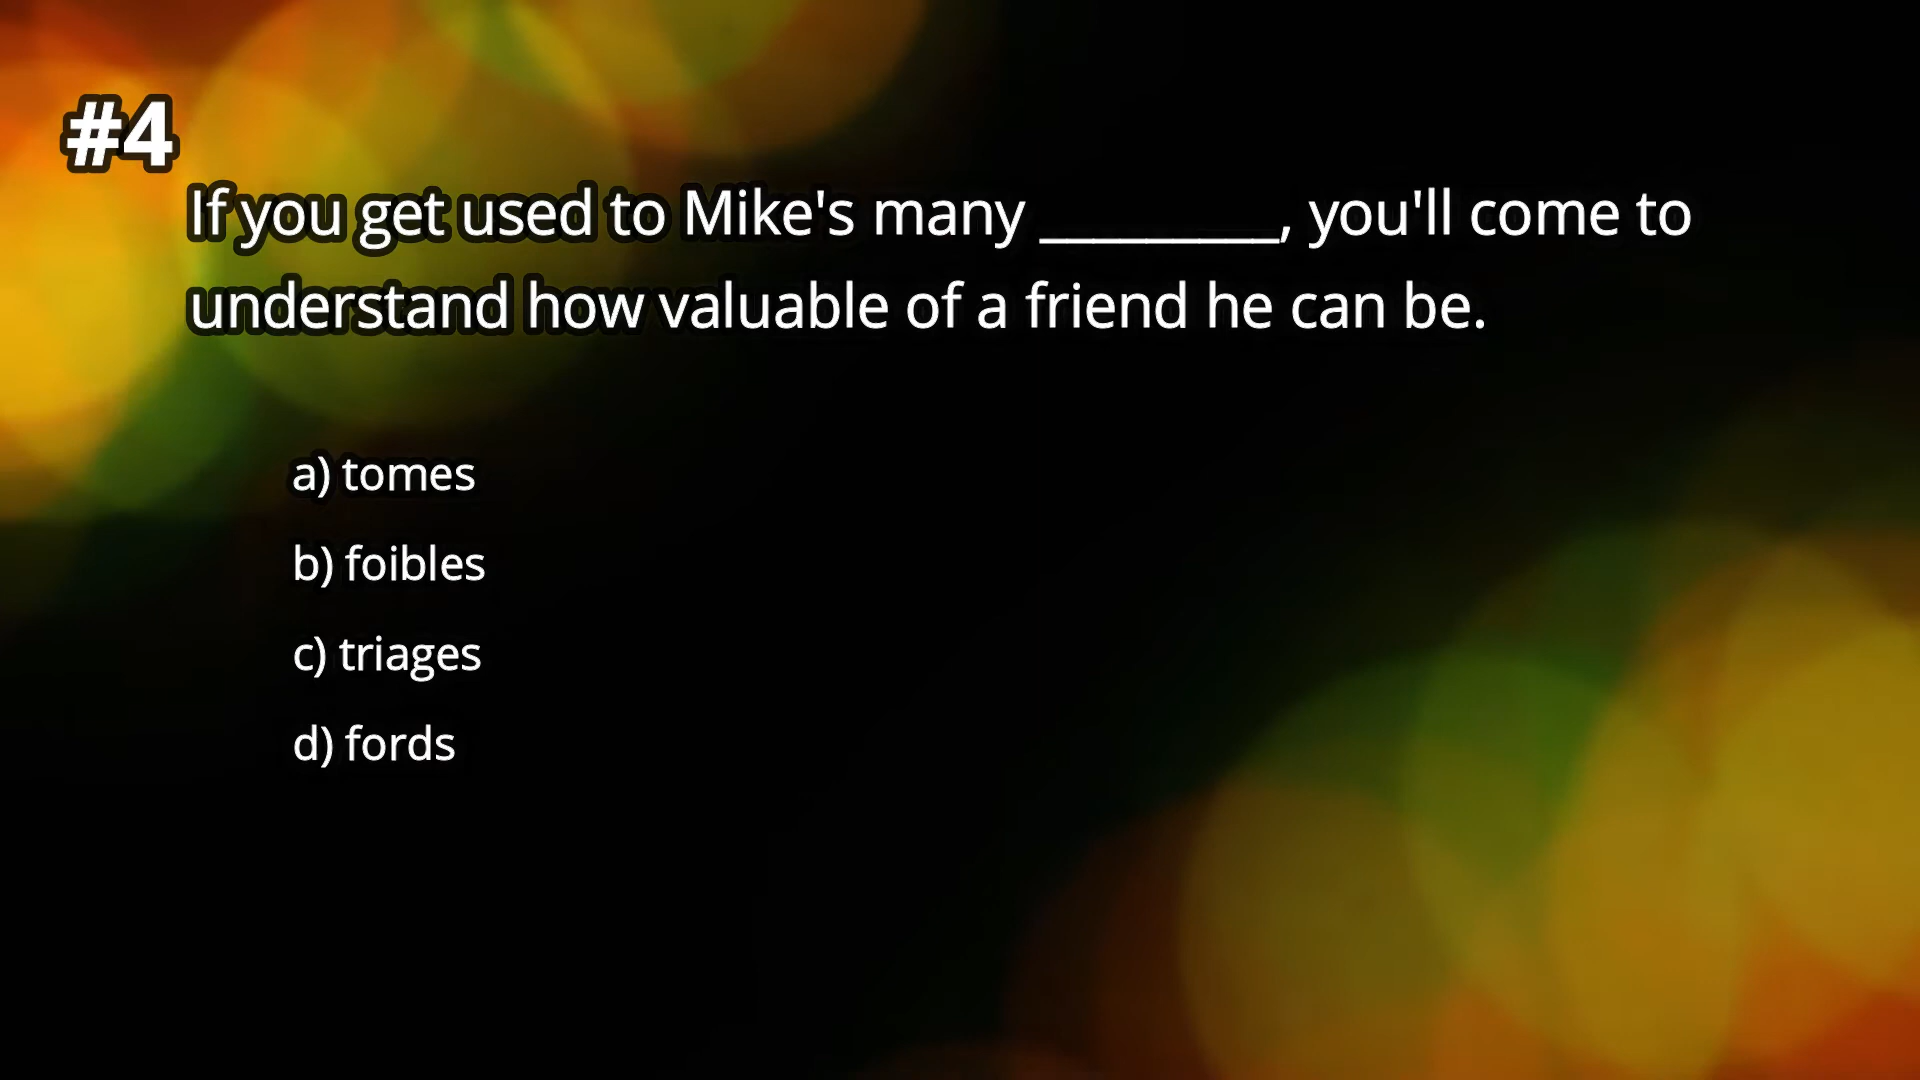 #4
If you get used to Mike's many _________, you'll come to
understand how valuable of a friend he can be.
a) tomes
b) foibles
c) triages
d) fords